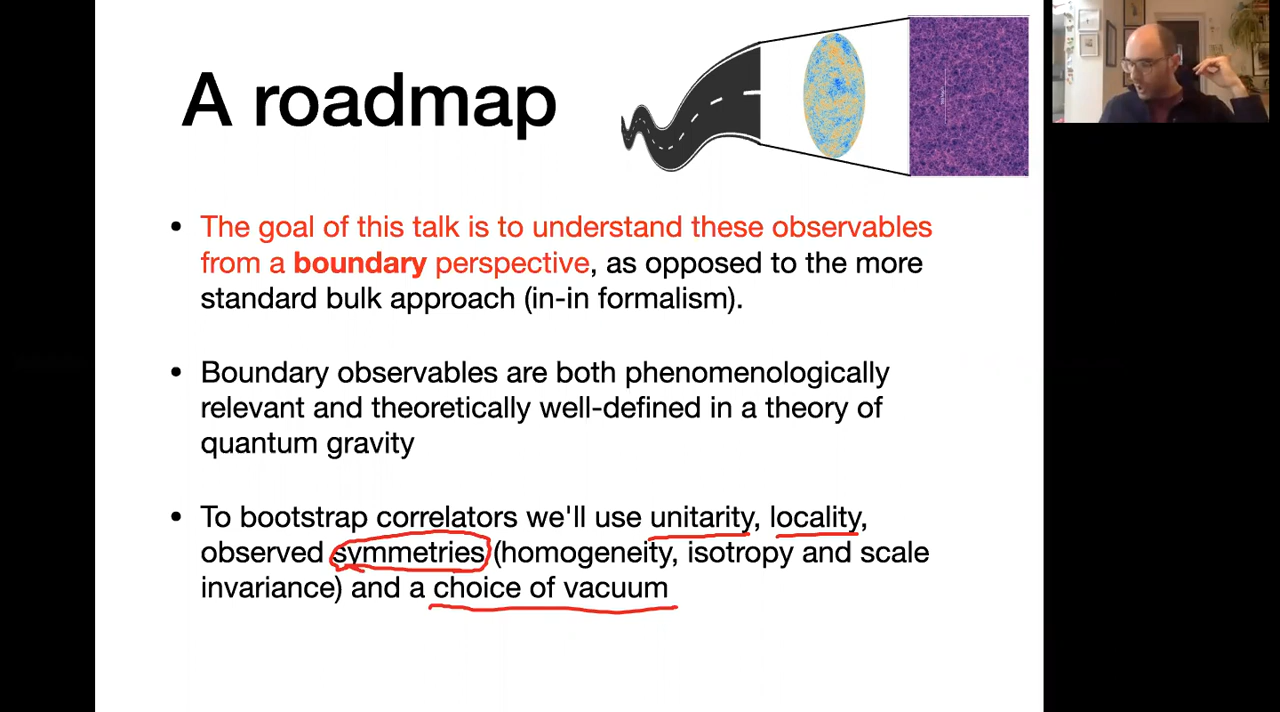 A roadmap
• The goal of this talk is to understand these observables
from a boundary perspective, as opposed to the more
standard bulk approach (in-in formalism).
• Boundary observables are both phenomenologically
relevant and theoretically well-defined in a theory of
quantum gravity
• To bootstrap correlators we'll use unitarity, locality,
observed symmetries (homogeneity, isotropy and scale
invariance) and a choice of vacuum